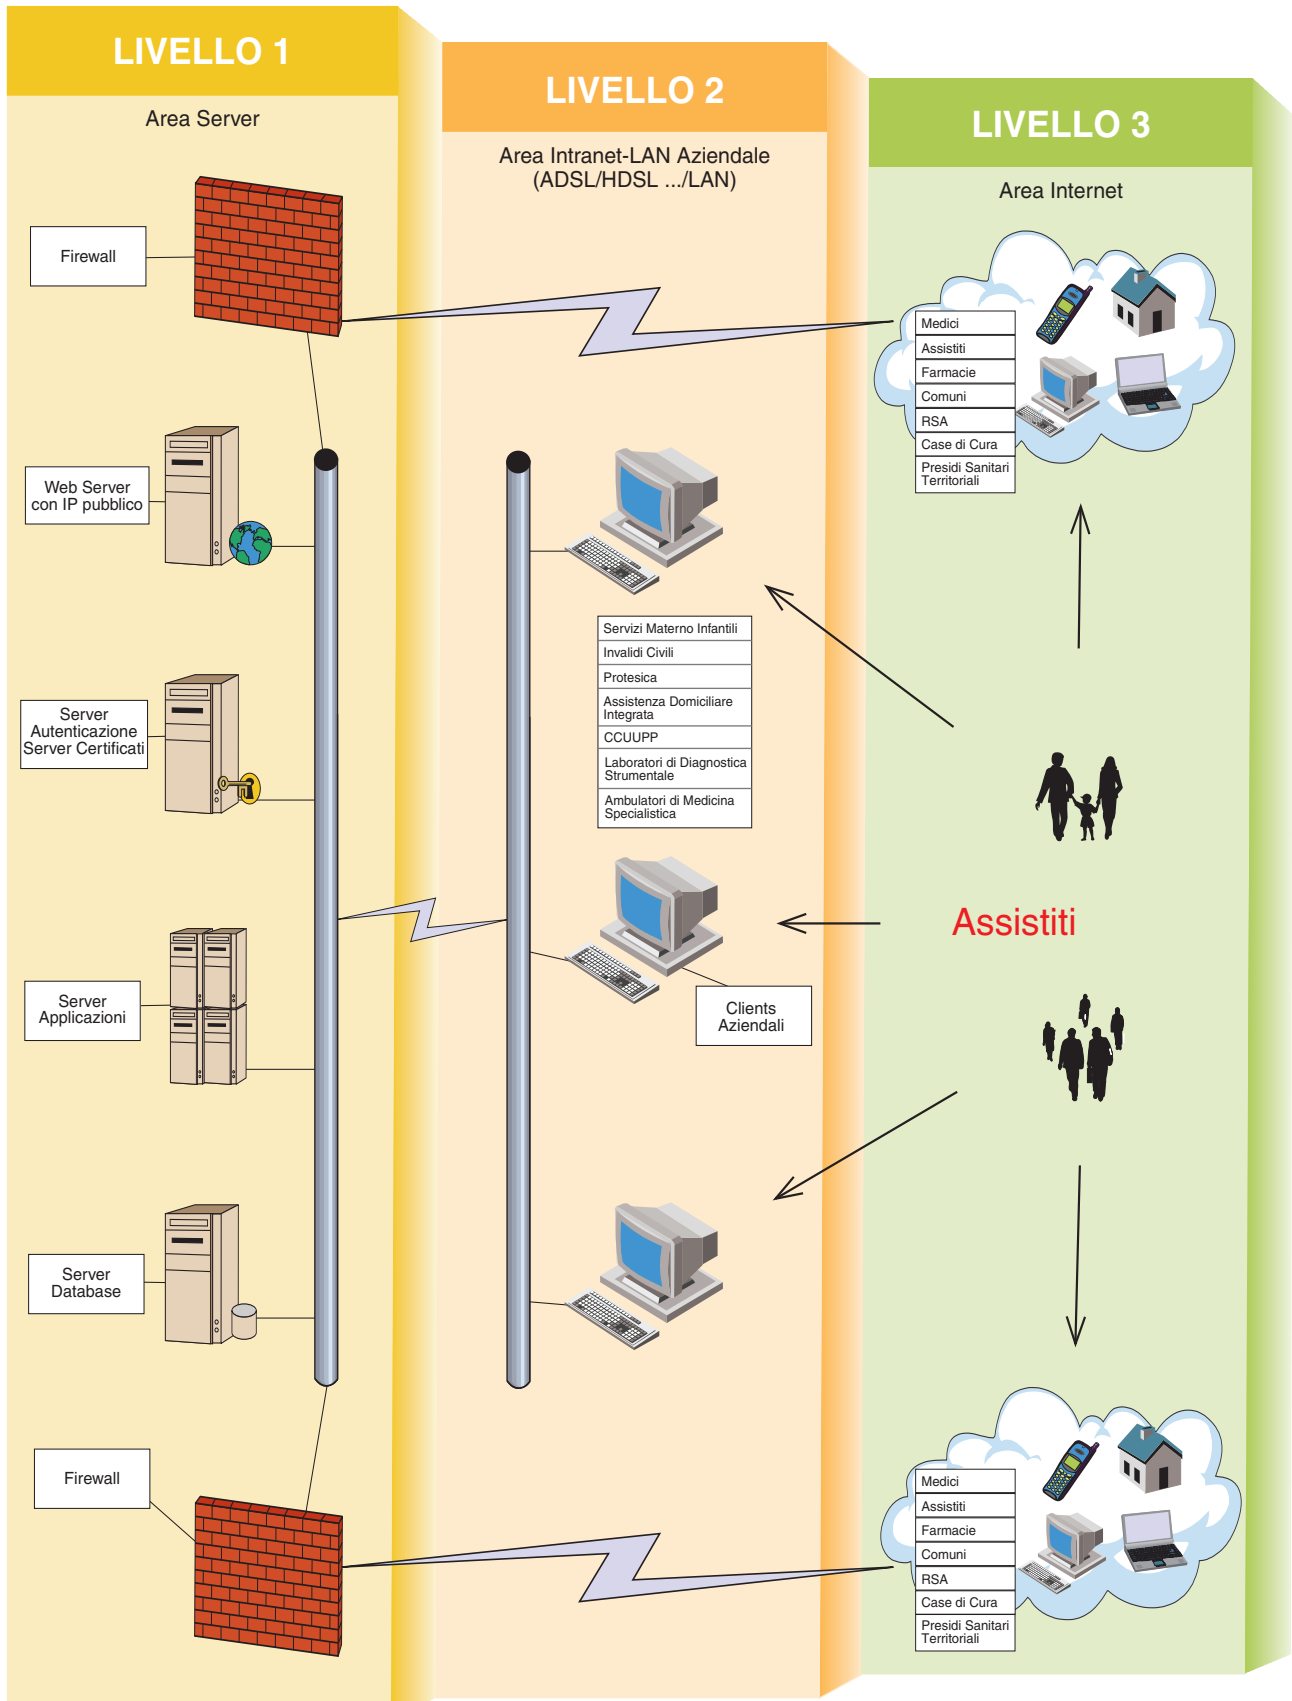 LIVELLO 1
Area Server
Firewall
Web Server
con IP pubblico
Server
Autenticazione
Server Certificati
Server
Applicazioni
Server
Database
Firewall
LIVELLO 2
Area Intranet-LAN Aziendale
(ADSL/HDSL .../LAN)
Servizi Materno Infantili
Invalidi Civili
Protesica
Assistenza Domiciliare
Integrata
CCUUPP
Laboratori di Diagnostica
Strumentale
Ambulatori di Medicina
Specialistica
Clients
Aziendali
LIVELLO 3
Area Internet
Medici
Assistiti
Farmacie
Comuni
RSA
Case di Cura
Presidi Sanitari
Territoriali
Assistiti
Medici
Assistiti
Farmacie
Comuni
RSA
Case di Cura
Presidi Sanitari
Territoriali